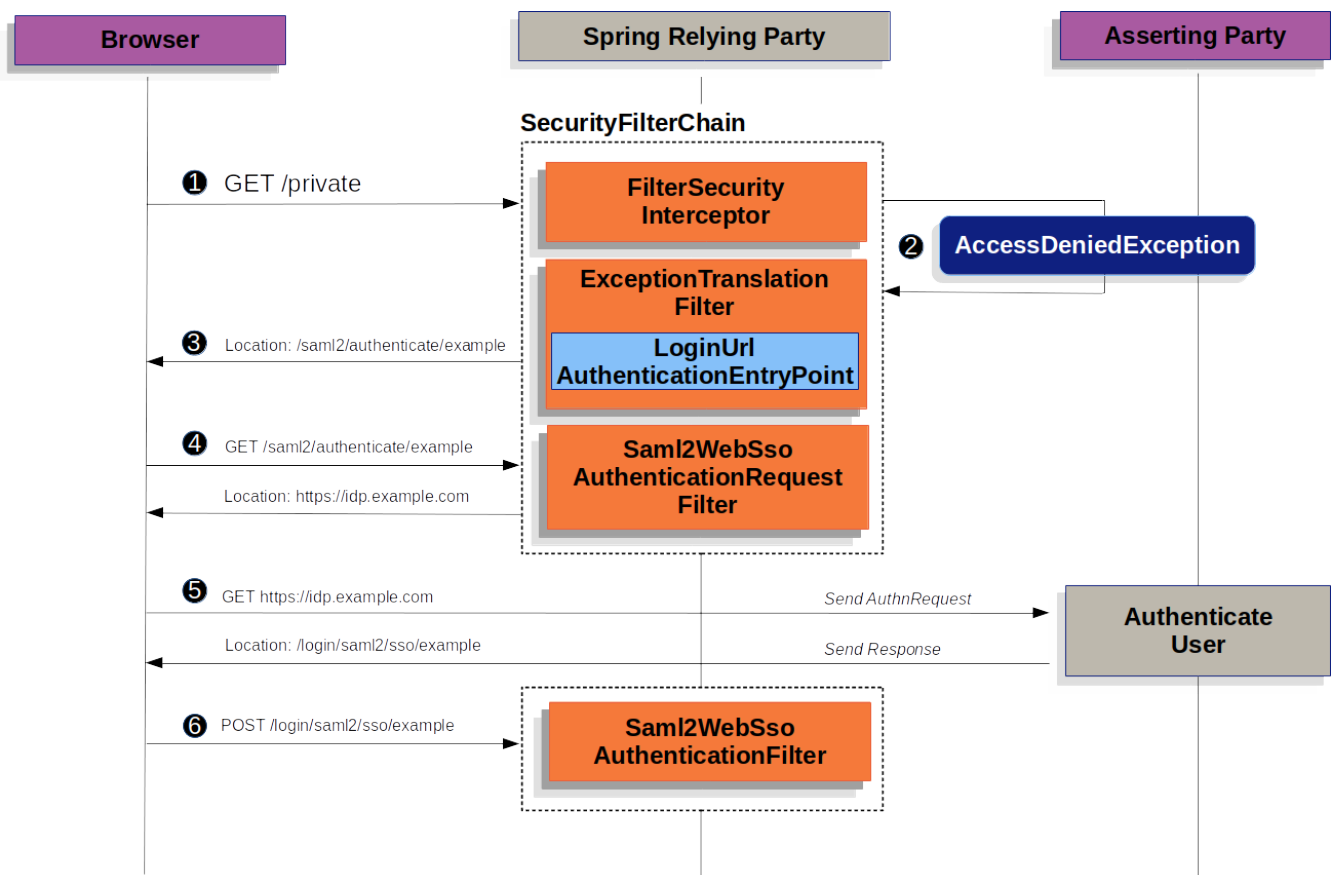 Browser
Spring Relying Party
Asserting Party
SecurityFilterChain
1 GET /private
FilterSecurity
Interceptor
2 AccessDeniedException
ExceptionTranslation
Filter
3 Location: /saml2/authenticate/example
LoginUrl
AuthenticationEntryPoint
4 GET /saml2/authenticate/example
Saml2WebSso
AuthenticationRequest
Filter
Location: https://idp.example.com
5 GET https://idp.example.com
Send AuthnRequest
Authenticate
User
Location: /login/saml2/sso/example
Send Response
6 POST /login/saml2/sso/example
Saml2WebSso
AuthenticationFilter